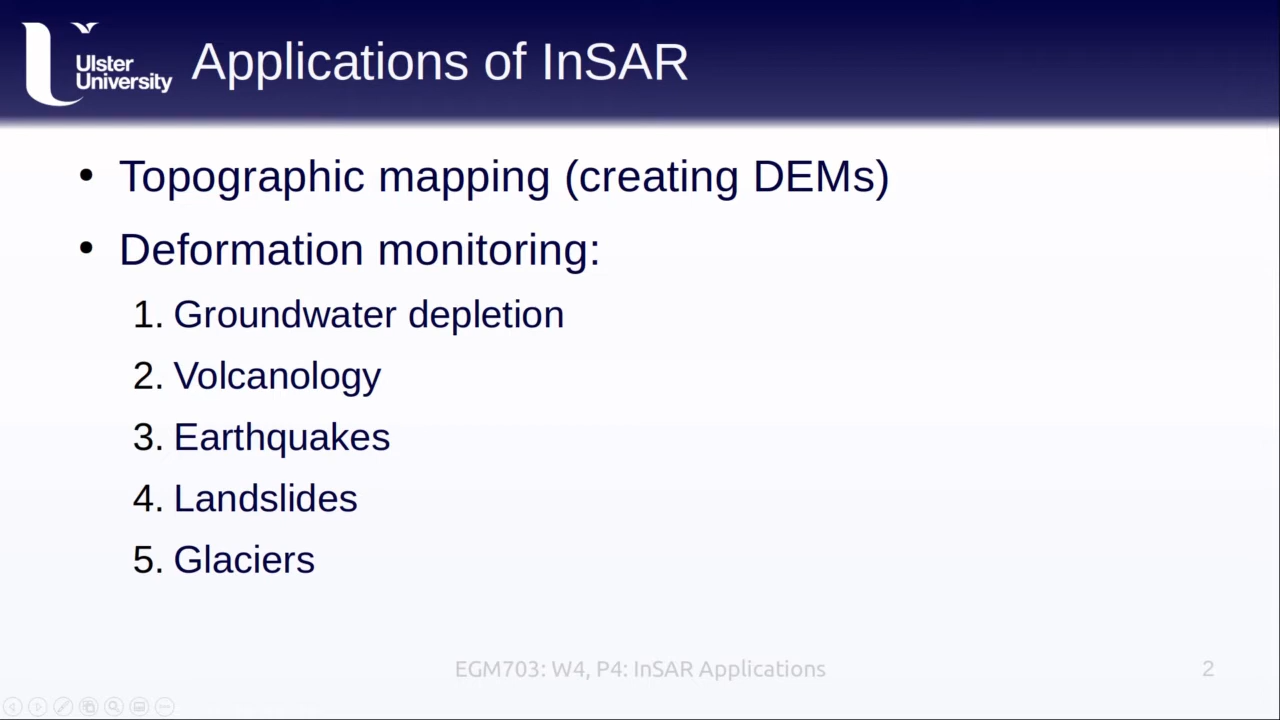 Ulster
University
Applications of InSAR
• Topographic mapping (creating DEMs)
• Deformation monitoring:
1. Groundwater depletion
2. Volcanology
3. Earthquakes
4. Landslides
5. Glaciers
EGM703: W4, P4: InSAR Applications
2